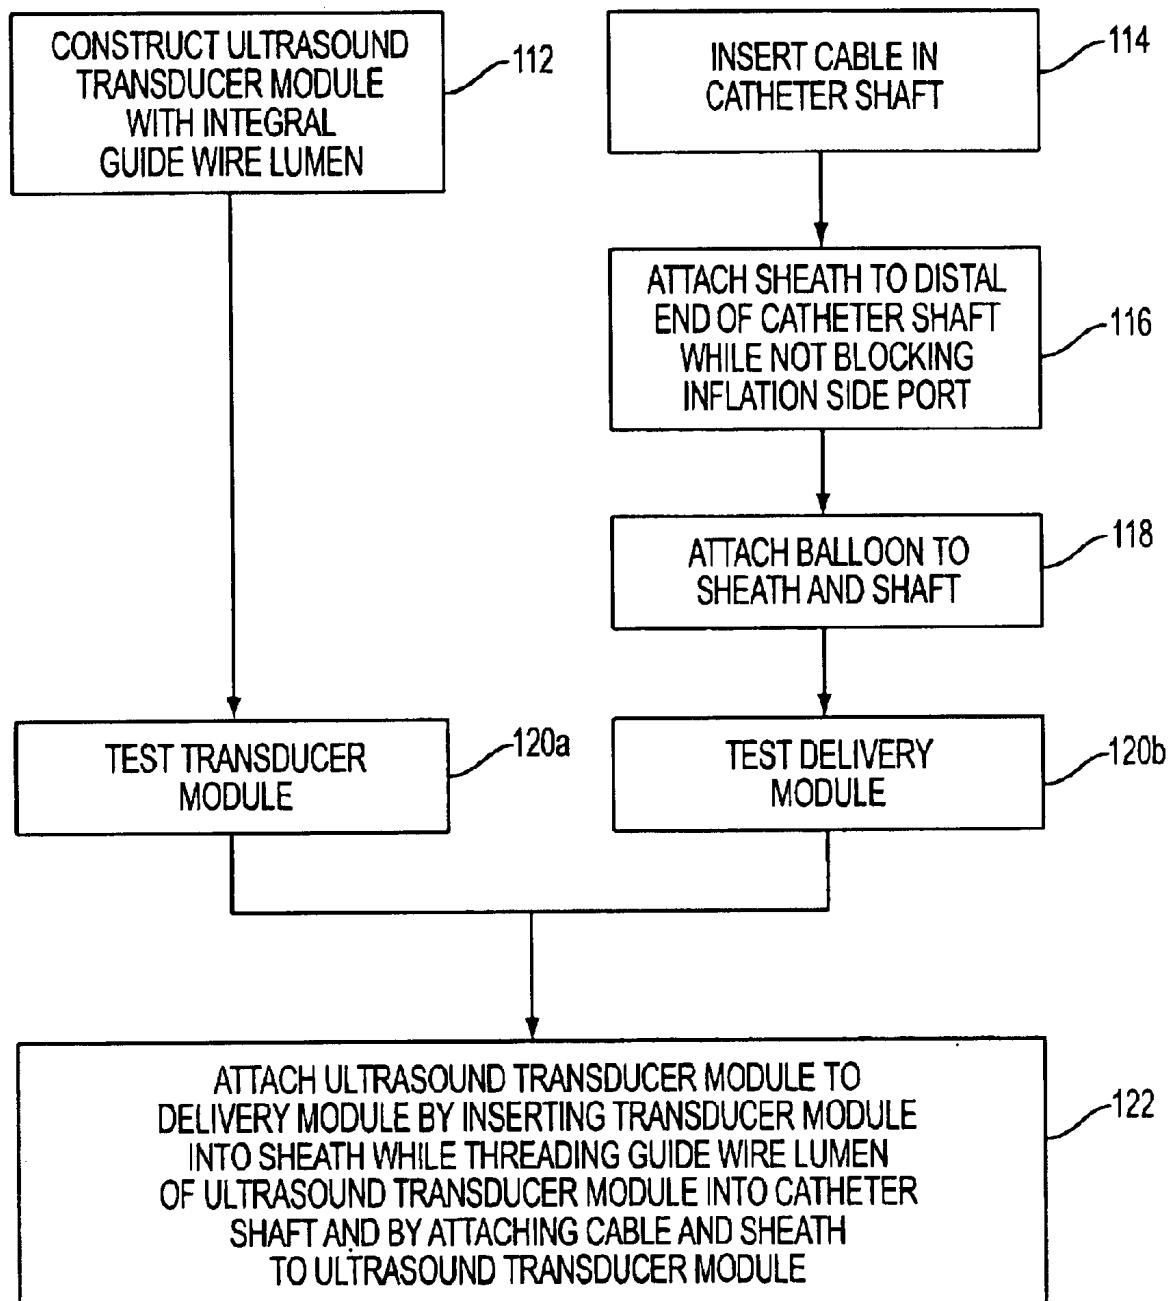 CONSTRUCT ULTRASOUND
TRANSDUCER MODULE
WITH INTEGRAL
GUIDE WIRE LUMEN
112
INSERT CABLE IN
CATHETER SHAFT
114
ATTACH SHEATH TO DISTAL
END OF CATHETER SHAFT
WHILE NOT BLOCKING
INFLATION SIDE PORT
116
ATTACH BALLOON TO
SHEATH AND SHAFT
118
TEST TRANSDUCER
MODULE
120a
TEST DELIVERY
MODULE
120b
ATTACH ULTRASOUND TRANSDUCER MODULE TO
DELIVERY MODULE BY INSERTING TRANSDUCER MODULE
INTO SHEATH WHILE THREADING GUIDE WIRE LUMEN
OF ULTRASOUND TRANSDUCER MODULE INTO CATHETER
SHAFT AND BY ATTACHING CABLE AND SHEATH
TO ULTRASOUND TRANSDUCER MODULE
122